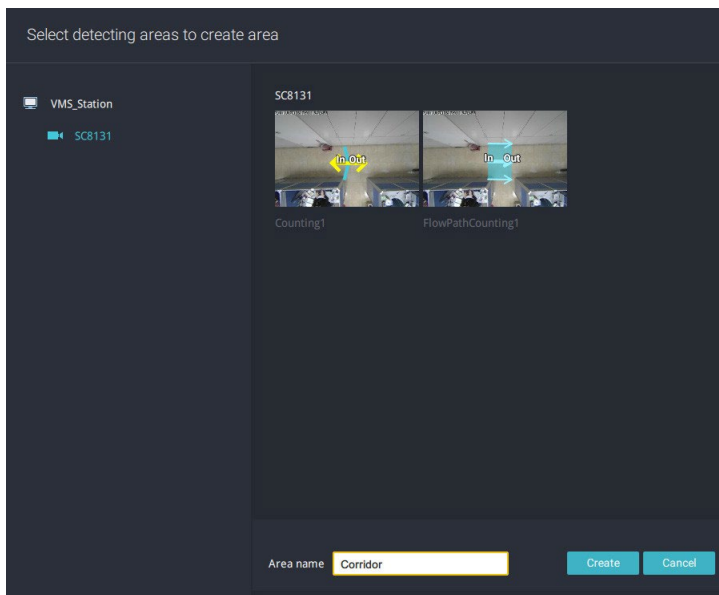 Select detecting areas to create area
VMS_Station
SC8131
SC8131
In Out
In Out
Counting1
FlowPathCounting1
Area name
Corridor
Create
Cancel